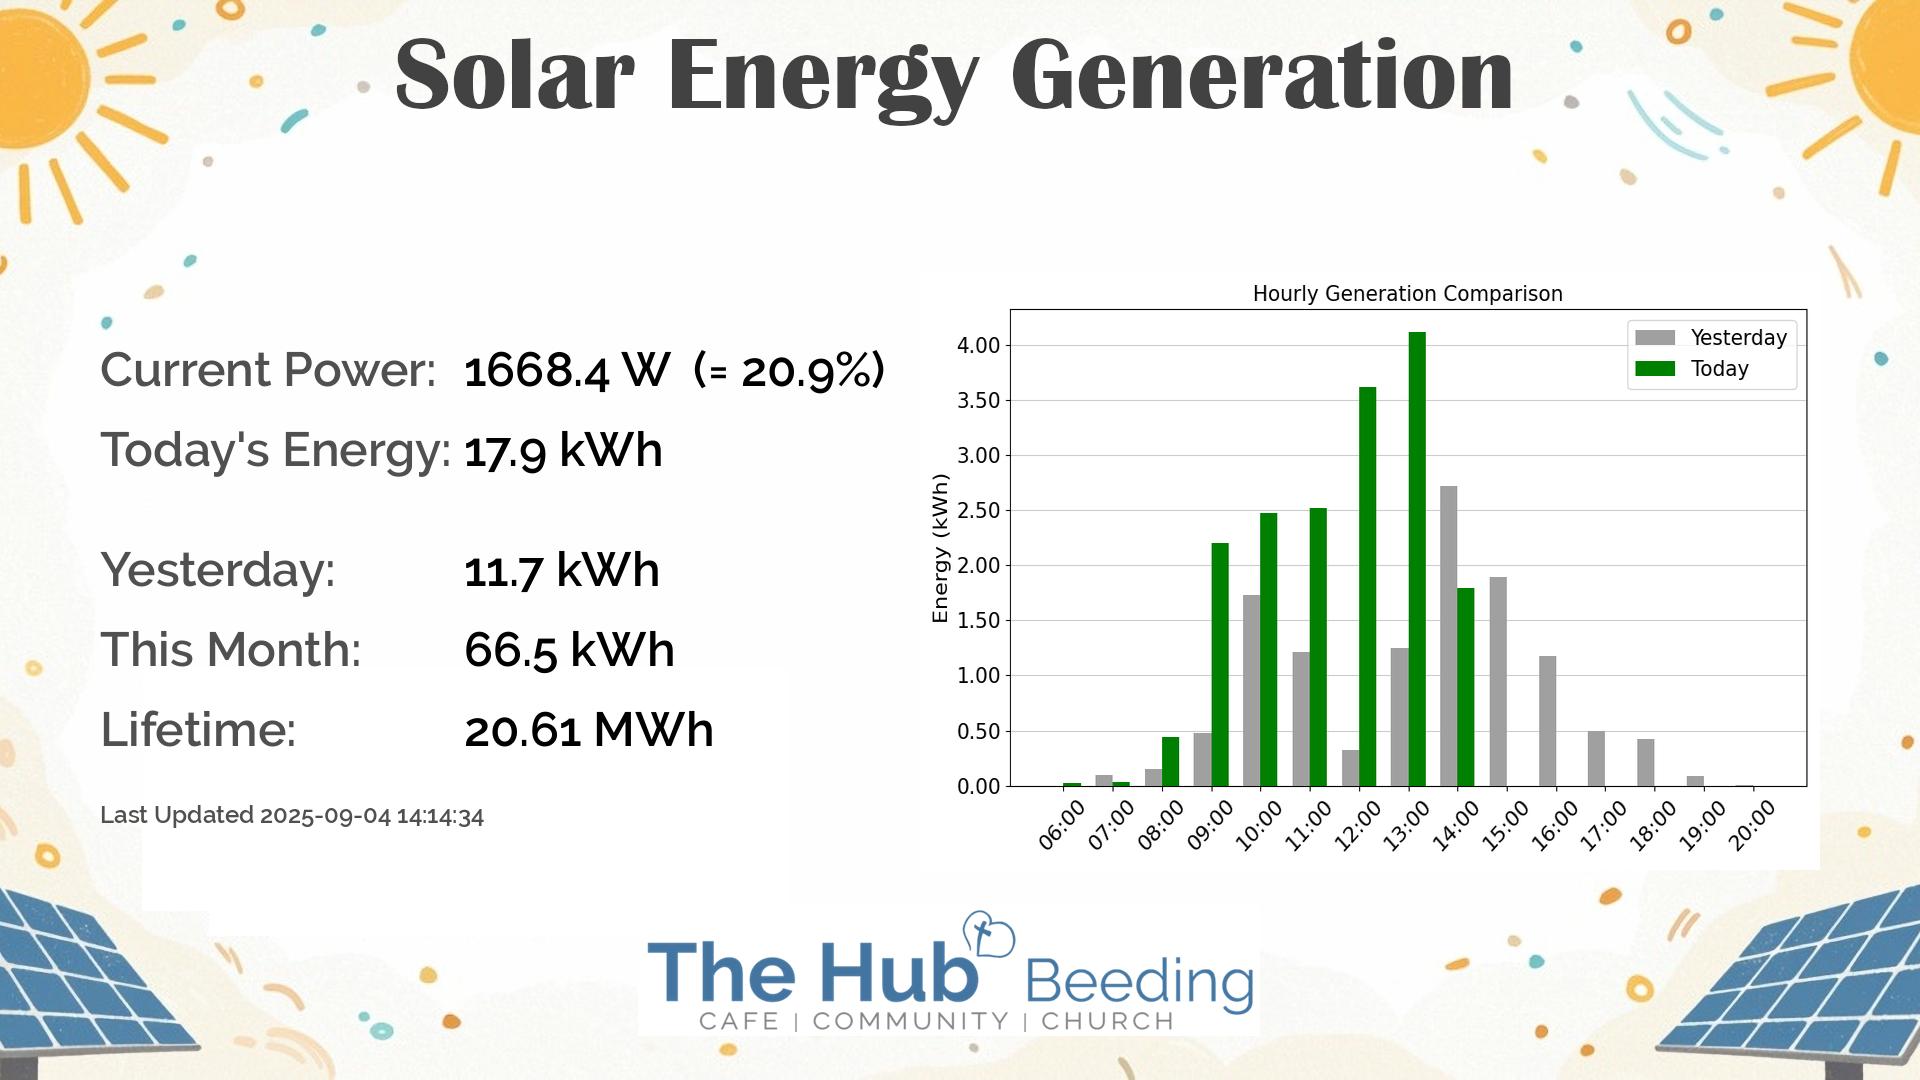 Solar Energy Generation
Current Power: 1668.4 W (= 20.9%)
Today's Energy: 17.9 kWh
Yesterday: 11.7 kWh
This Month: 66.5 kWh
Lifetime: 20.61 MWh
Last Updated 2025-09-04 14:14:34
Hourly Generation Comparison
Yesterday
Today
Energy (kWh)
4.00
3.50
3.00
2.50
2.00
1.50
1.00
0.50
0.00
06:00 07:00 08:00 09:00 10:00 11:00 12:00 13:00 14:00 15:00 16:00 17:00 18:00 19:00 20:00
The Hub Beeding
CAFE | COMMUNITY | CHURCH